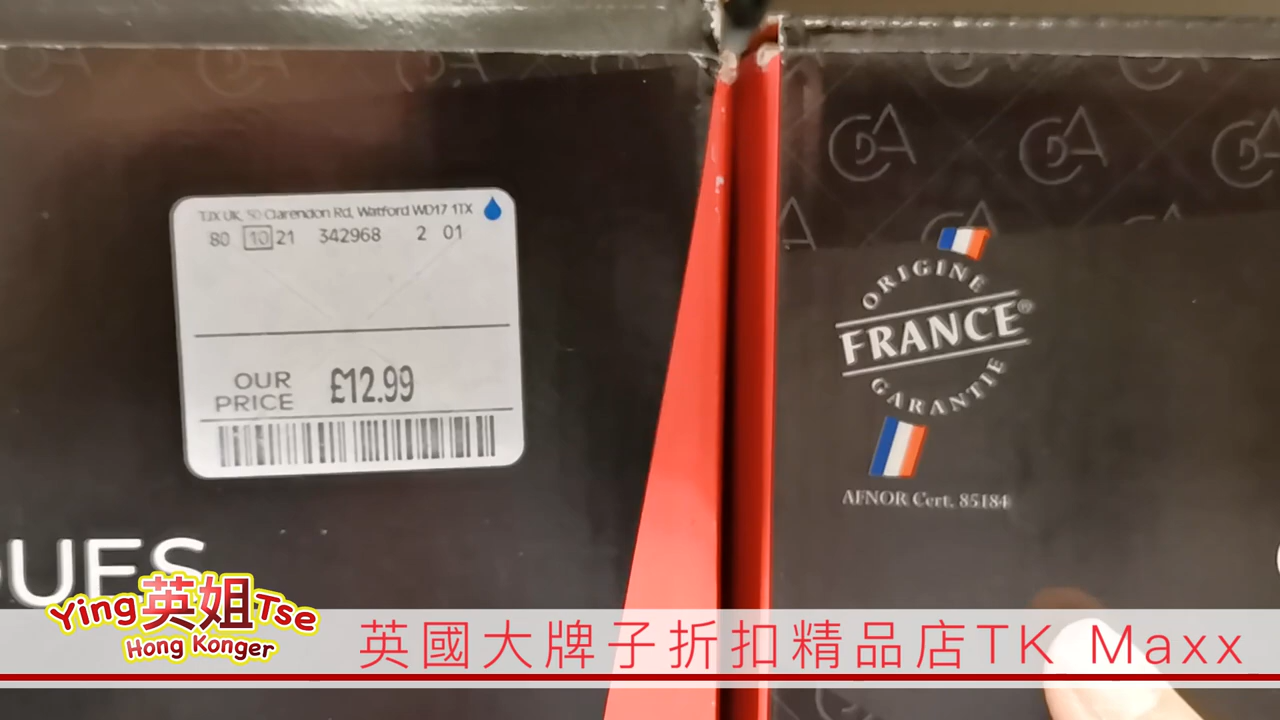 TJX UK, 50 Clarendon Rd, Watford WD17 1TX
80 10 21 342968 2 01
OUR PRICE £12.99
CDA CDA
ORIGINE
FRANCE®
GARANTIE
AFNOR Cert. 85184
UES
Ying英姐Tse
Hong Konger
英國大牌子折扣精品店TK Maxx